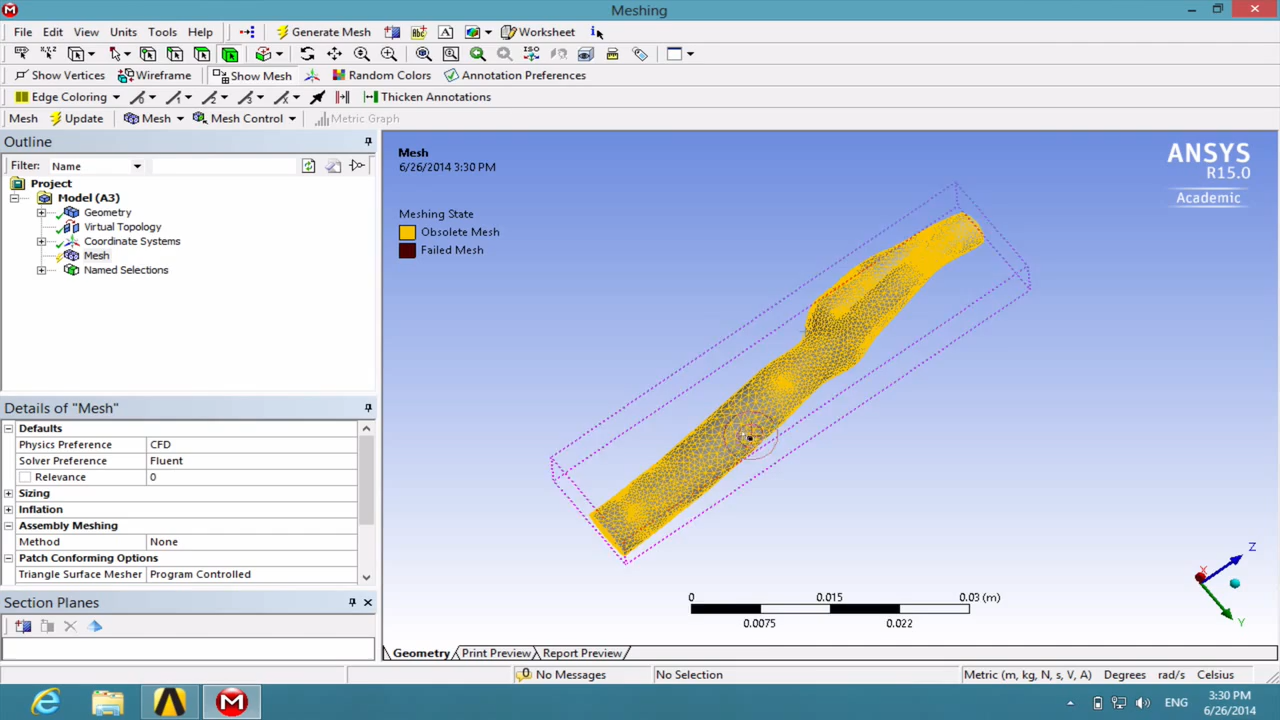 Meshing
File Edit View Units Tools Help Generate Mesh Worksheet
Show Vertices Wireframe Show Mesh Random Colors Annotation Preferences
Edge Coloring Thicken Annotations
Mesh Update Mesh Mesh Control Metric Graph
Outline
Filter: Name
Project
Model (A3)
Geometry
Virtual Topology
Coordinate Systems
Mesh
Named Selections
Details of "Mesh"
Defaults
Physics Preference CFD
Solver Preference Fluent
Relevance 0
Sizing
Inflation
Assembly Meshing
Method None
Patch Conforming Options
Triangle Surface Mesher Program Controlled
Section Planes
Mesh
6/26/2014 3:30 PM
Meshing State
Obsolete Mesh
Failed Mesh
ANSYS
R15.0
Academic
0 0.015 0.03 (m)
0.0075 0.022
Z
X
Y
Geometry Print Preview Report Preview
0 No Messages No Selection Metric (m, kg, N, s, V, A) Degrees rad/s Celsius
ENG 3:30 PM
6/26/2014